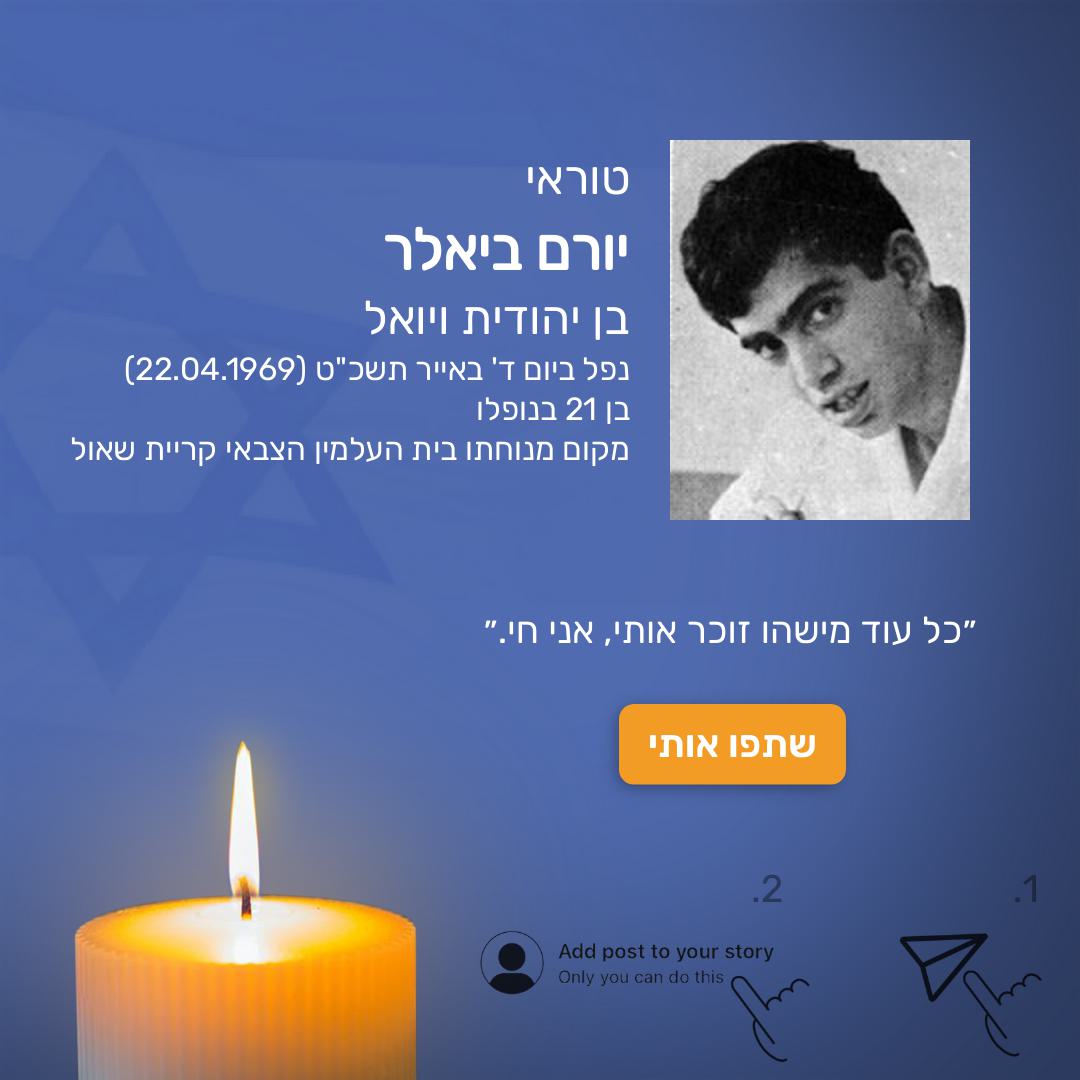 טוראי
יורם ביאלר
בן יהודית ויואל
נפל ביום ד' באייר תשכ"ט (22.04.1969)
בן 21 בנופלו
מקום מנוחתו בית העלמין הצבאי קריית שאול
״כל עוד מישהו זוכר אותי, אני חי.״
שתפו אותי
.1
.2
Add post to your story
Only you can do this